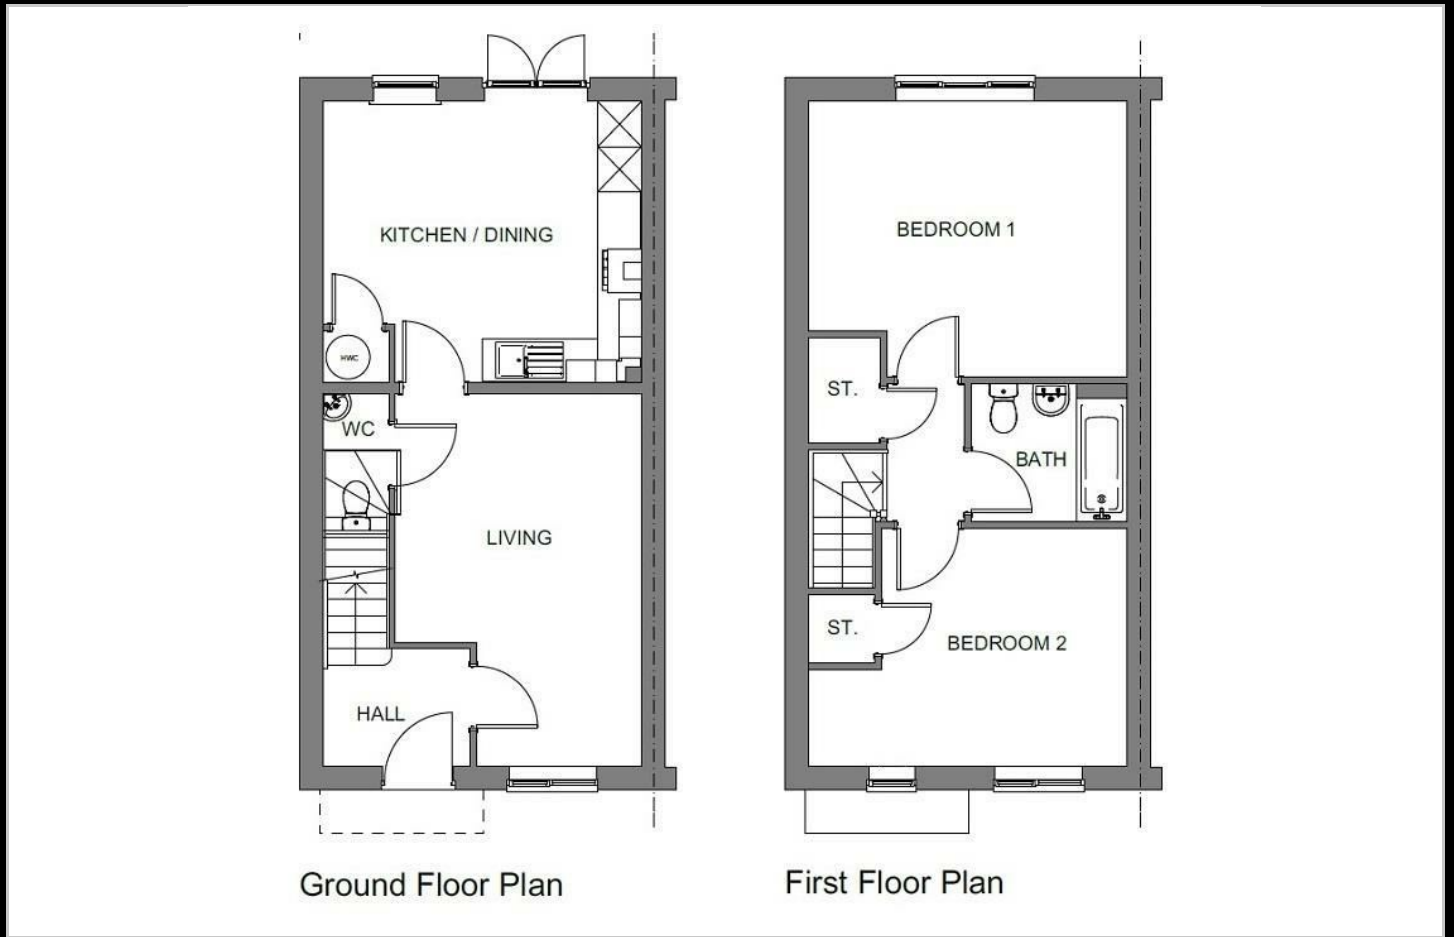 KITCHEN / DINING
HWC
WC
LIVING
HALL
Ground Floor Plan
BEDROOM 1
ST.
BATH
ST.
BEDROOM 2
First Floor Plan